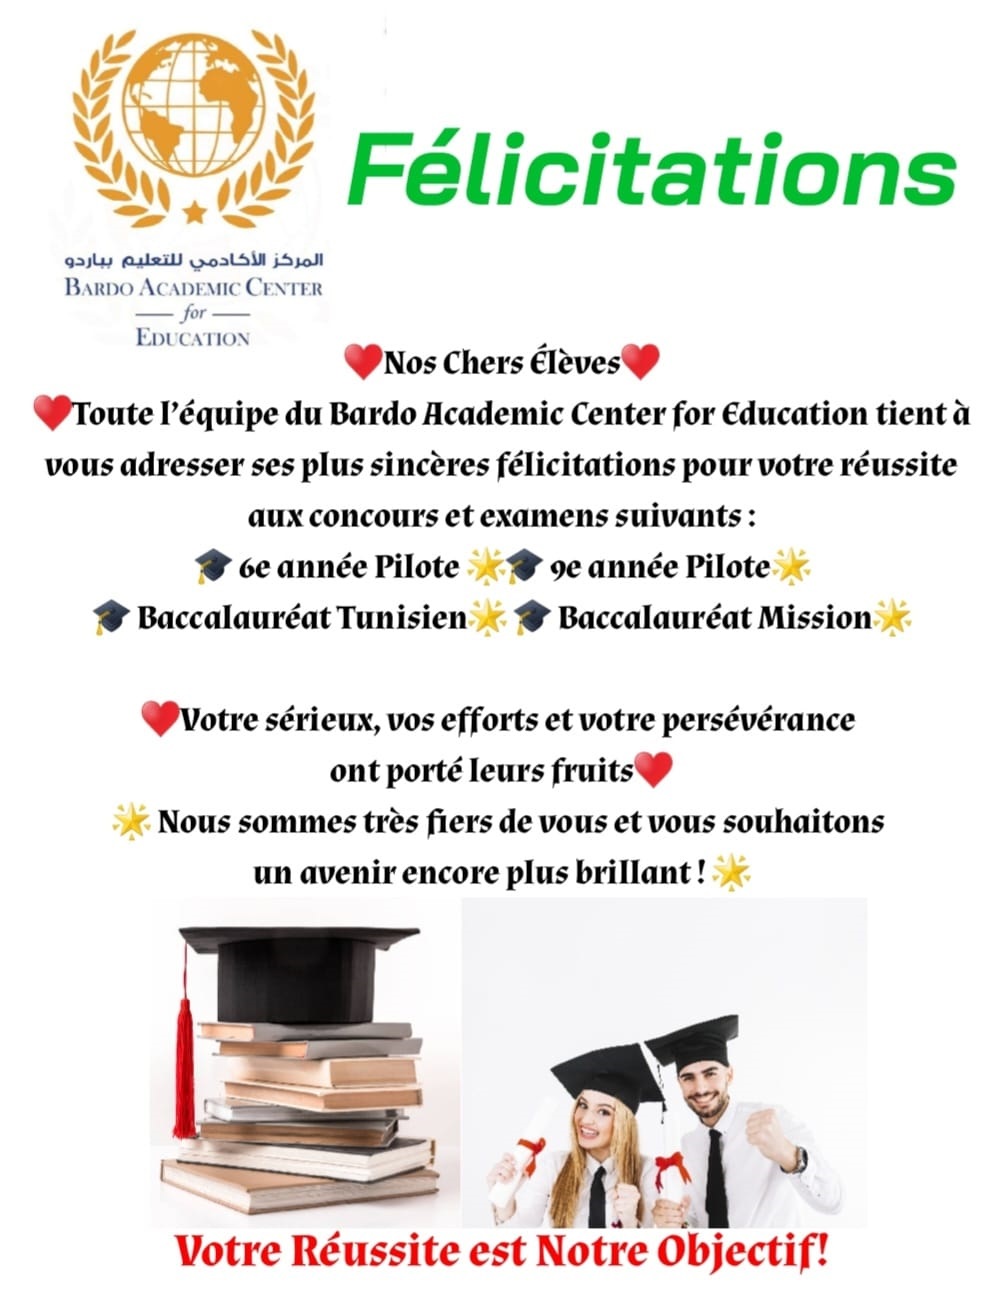 Félicitations
المركز الأكادمي للتعليم بباردو
BARDO ACADEMIC CENTER
for
EDUCATION
♥️Nos Chers Élèves♥️
♥️Toute l'équipe du Bardo Academic Center for Education tient à
vous adresser ses plus sincères félicitations pour votre réussite
aux concours et examens suivants :
🎓 6e année Pilote 🌟🎓 9e année Pilote🌟
🎓 Baccalauréat Tunisien🌟 🎓 Baccalauréat Mission🌟
♥️Votre sérieux, vos efforts et votre persévérance
ont porté leurs fruits♥️
🌟 Nous sommes très fiers de vous et vous souhaitons
un avenir encore plus brillant ! 🌟
Votre Réussite est Notre Objectif!